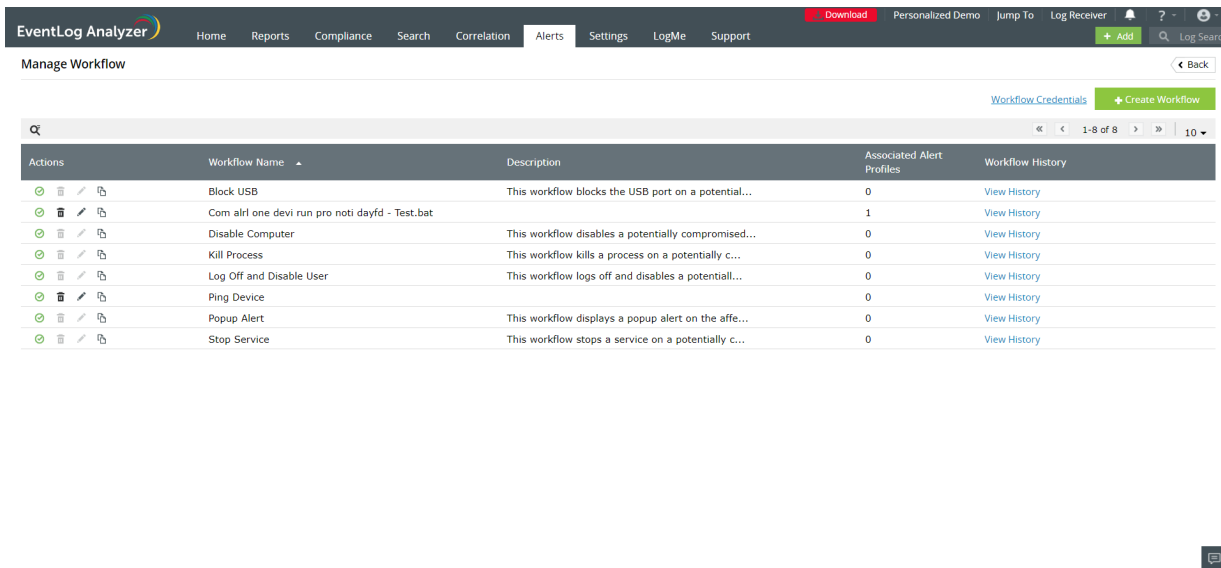 Download Personalized Demo Jump To Log Receiver ?
EventLog Analyzer Home Reports Compliance Search Correlation Alerts Settings LogMe Support + Add Log Searc
Manage Workflow Back
Workflow Credentials + Create Workflow
1-8 of 8 10
Actions Workflow Name Description Associated Alert Profiles Workflow History
Block USB This workflow blocks the USB port on a potential... 0 View History
Com alrl one devi run pro noti dayfd - Test.bat 1 View History
Disable Computer This workflow disables a potentially compromised... 0 View History
Kill Process This workflow kills a process on a potentially c... 0 View History
Log Off and Disable User This workflow logs off and disables a potentiall... 0 View History
Ping Device 0 View History
Popup Alert This workflow displays a popup alert on the affe... 0 View History
Stop Service This workflow stops a service on a potentially c... 0 View History